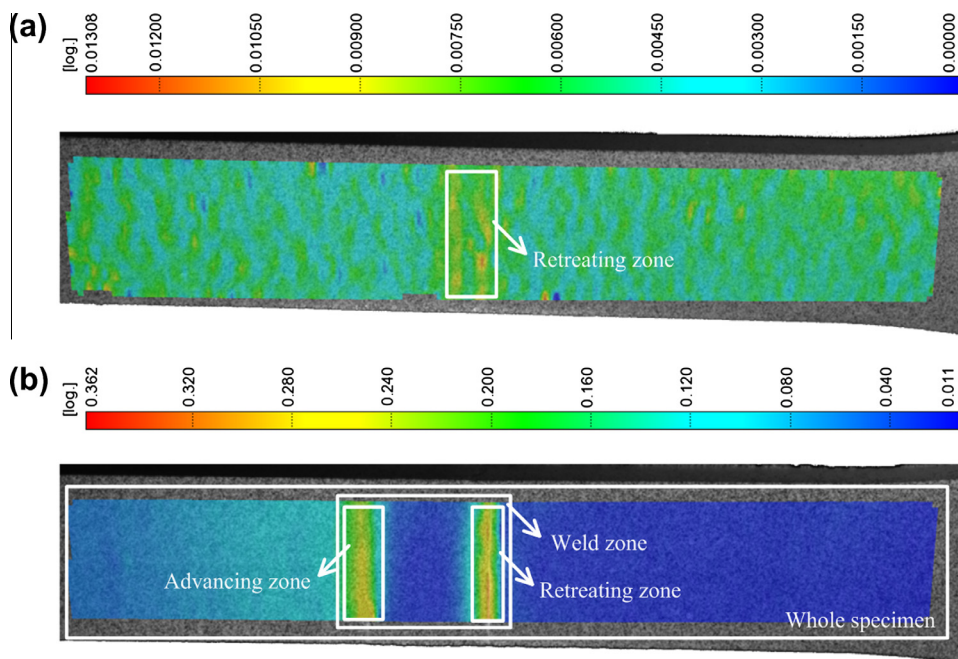 (a)
[log.]
0.01308
0.01200
0.01050
0.00900
0.00750
0.00600
0.00450
0.00300
0.00150
0.00000
Retreating zone
(b)
[log.]
0.362
0.320
0.280
0.240
0.200
0.160
0.120
0.080
0.040
0.011
Weld zone
Advancing zone
Retreating zone
Whole specimen